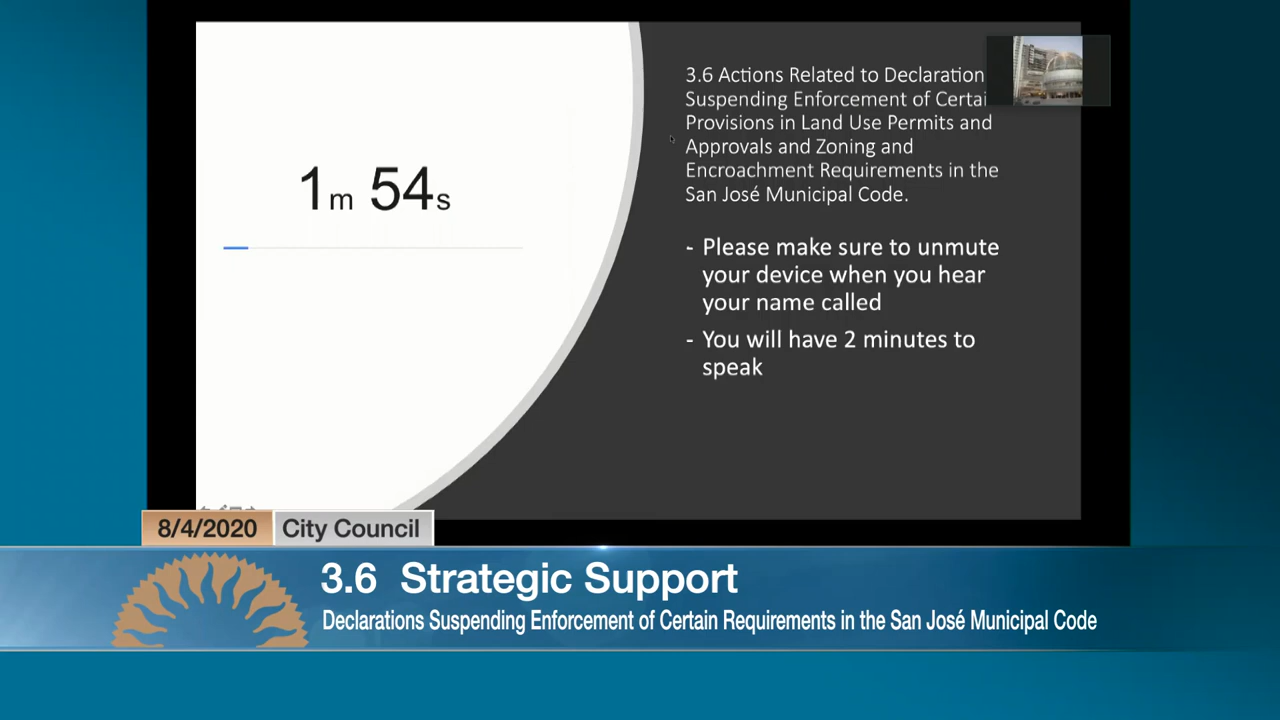 1m 54s
3.6 Actions Related to Declaration
Suspending Enforcement of Certai
Provisions in Land Use Permits and
Approvals and Zoning and
Encroachment Requirements in the
San José Municipal Code.
- Please make sure to unmute
your device when you hear
your name called
- You will have 2 minutes to
speak
8/4/2020 City Council
3.6 Strategic Support
Declarations Suspending Enforcement of Certain Requirements in the San José Municipal Code